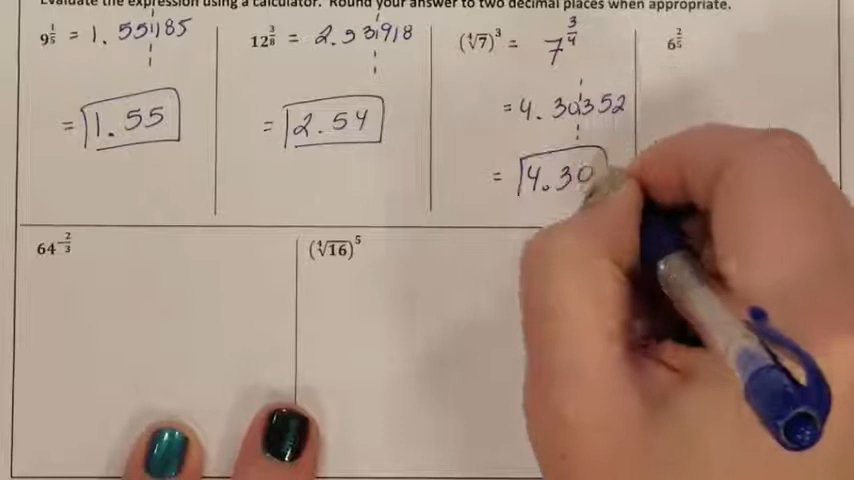 Evaluate the expression using a calculator. Round your answer to two decimal places when appropriate.
9^(1/5) = 1.551185
= 1.55
12^(3/8) = 2.53918
= 2.54
(∜7)³ = 7^(3/4)
= 4.30352
= 4.30
6^(2/5)
64^(-2/3)
(∜16)⁵